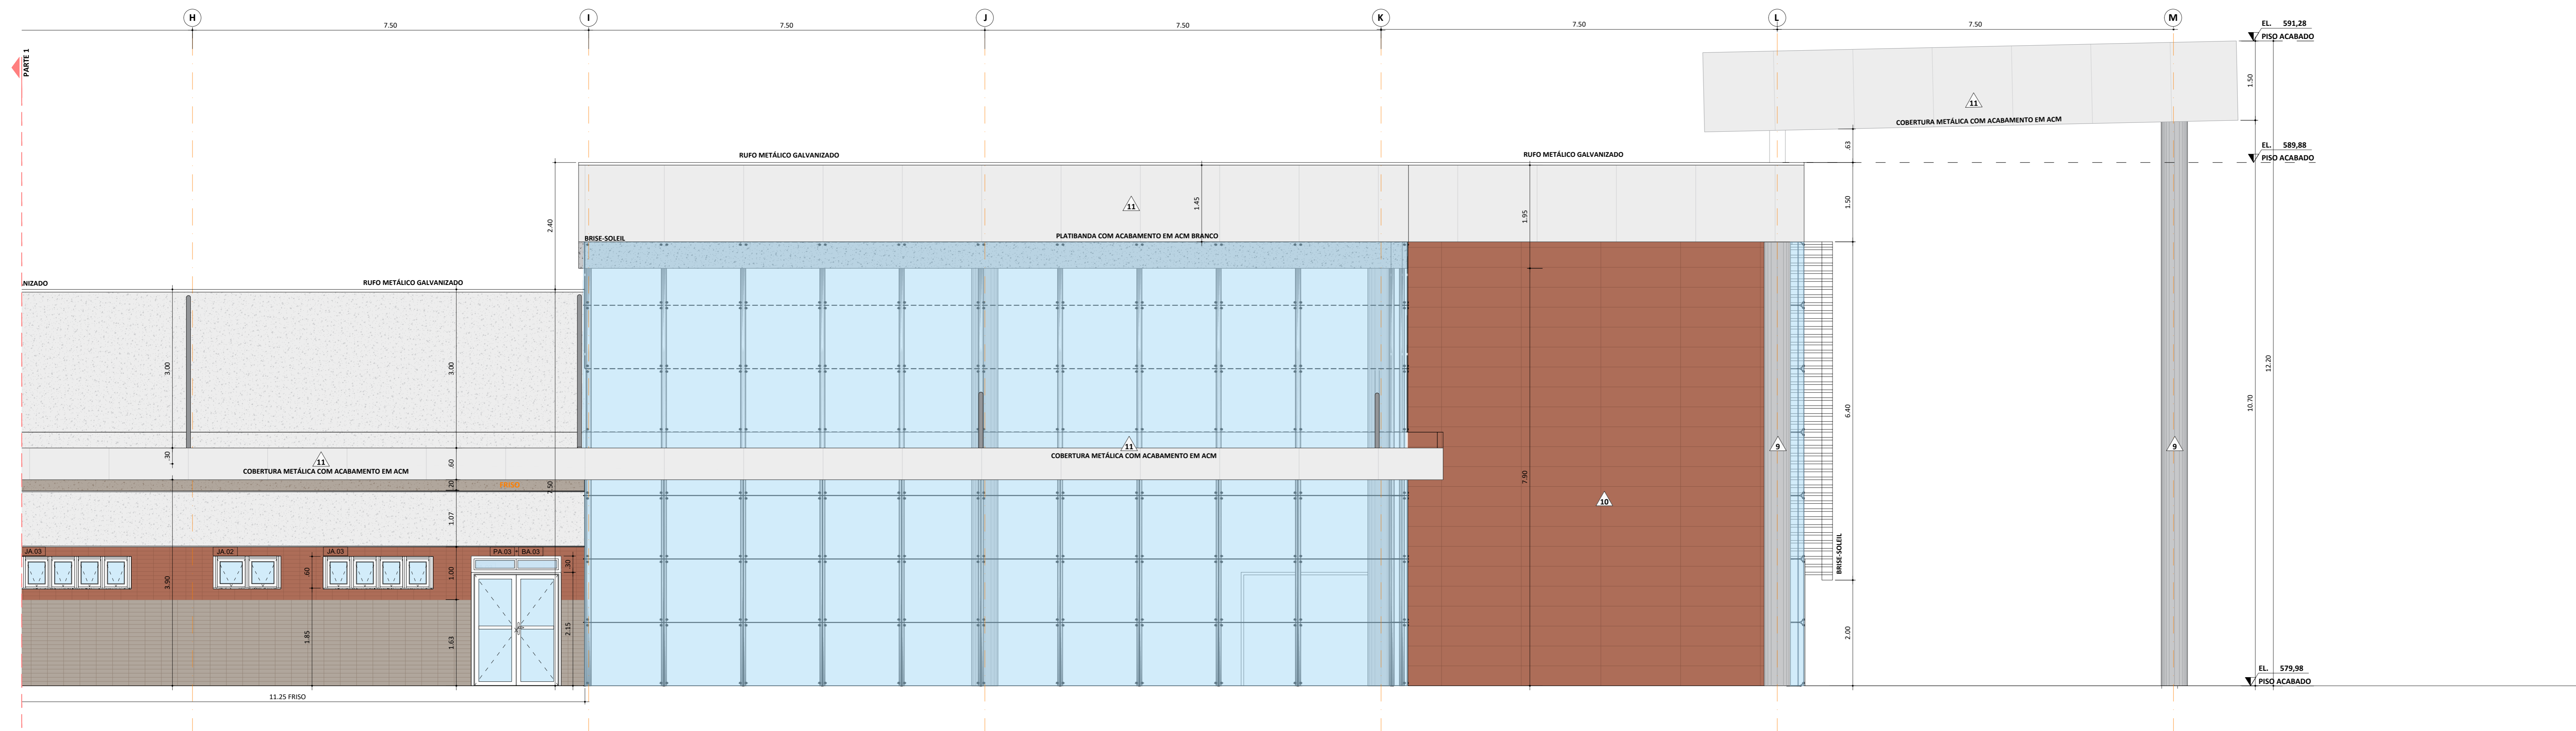 H
I
J
K
L
M
7.50
7.50
7.50
7.50
7.50
EL. 591,28
PISO ACABADO
PARTE 1
1.50
11
COBERTURA METÁLICA COM ACABAMENTO EM ACM
.63
EL. 589,88
PISO ACABADO
RUFO METÁLICO GALVANIZADO
RUFO METÁLICO GALVANIZADO
2.40
11
1.45
1.95
1.50
BRISE-SOLEIL
PLATIBANDA COM ACABAMENTO EM ACM BRANCO
NIZADO
RUFO METÁLICO GALVANIZADO
3.00
3.00
12.20
10.70
6.40
.30
11
COBERTURA METÁLICA COM ACABAMENTO EM ACM
.60
11
COBERTURA METÁLICA COM ACABAMENTO EM ACM
9
9
.20
7.50
7.90
10
1.07
JA.03
JA.02
JA.03
PA.03 + BA.03
BRISE-SOLEIL
3.90
.60
1.00
.30
1.85
1.63
2.15
2.00
EL. 579,98
PISO ACABADO
11.25 FRISO